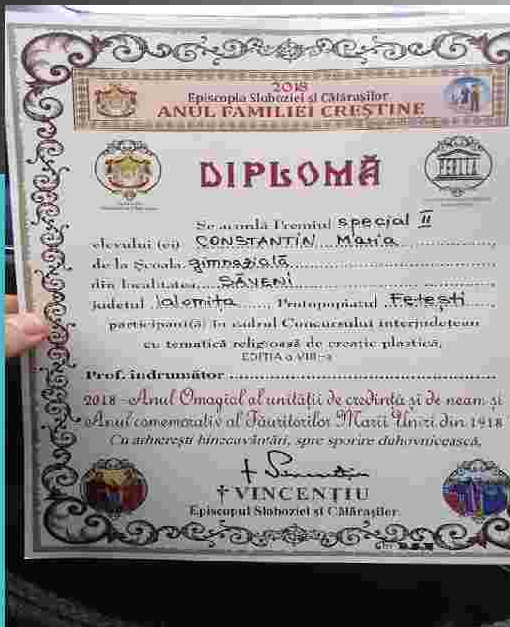 2018
Episcopia Sloboziei și Călărașilor
ANUL FAMILIEI CREȘTINE
DIPLOMĂ
Se acordă Premiul special II
elevului (ei) CONSTANTIN Maria
de la Școala gimnazială
din localitatea SĂVENI
județul Ialomița Protopopiatul Fetești
participant(ă) în cadrul Concursului interjudețean
cu tematică religioasă de creație plastică,
EDIȚIA a VIII-a
Prof. îndrumător
2018 - Anul Omagial al unității de credință și de neam și
Anul comemorativ al Făuritorilor Marii Uniri din 1918
Cu arherești binecuvântări, spre sporire duhovnicească,
† VINCENȚIU
Episcopul Sloboziei și Călărașilor